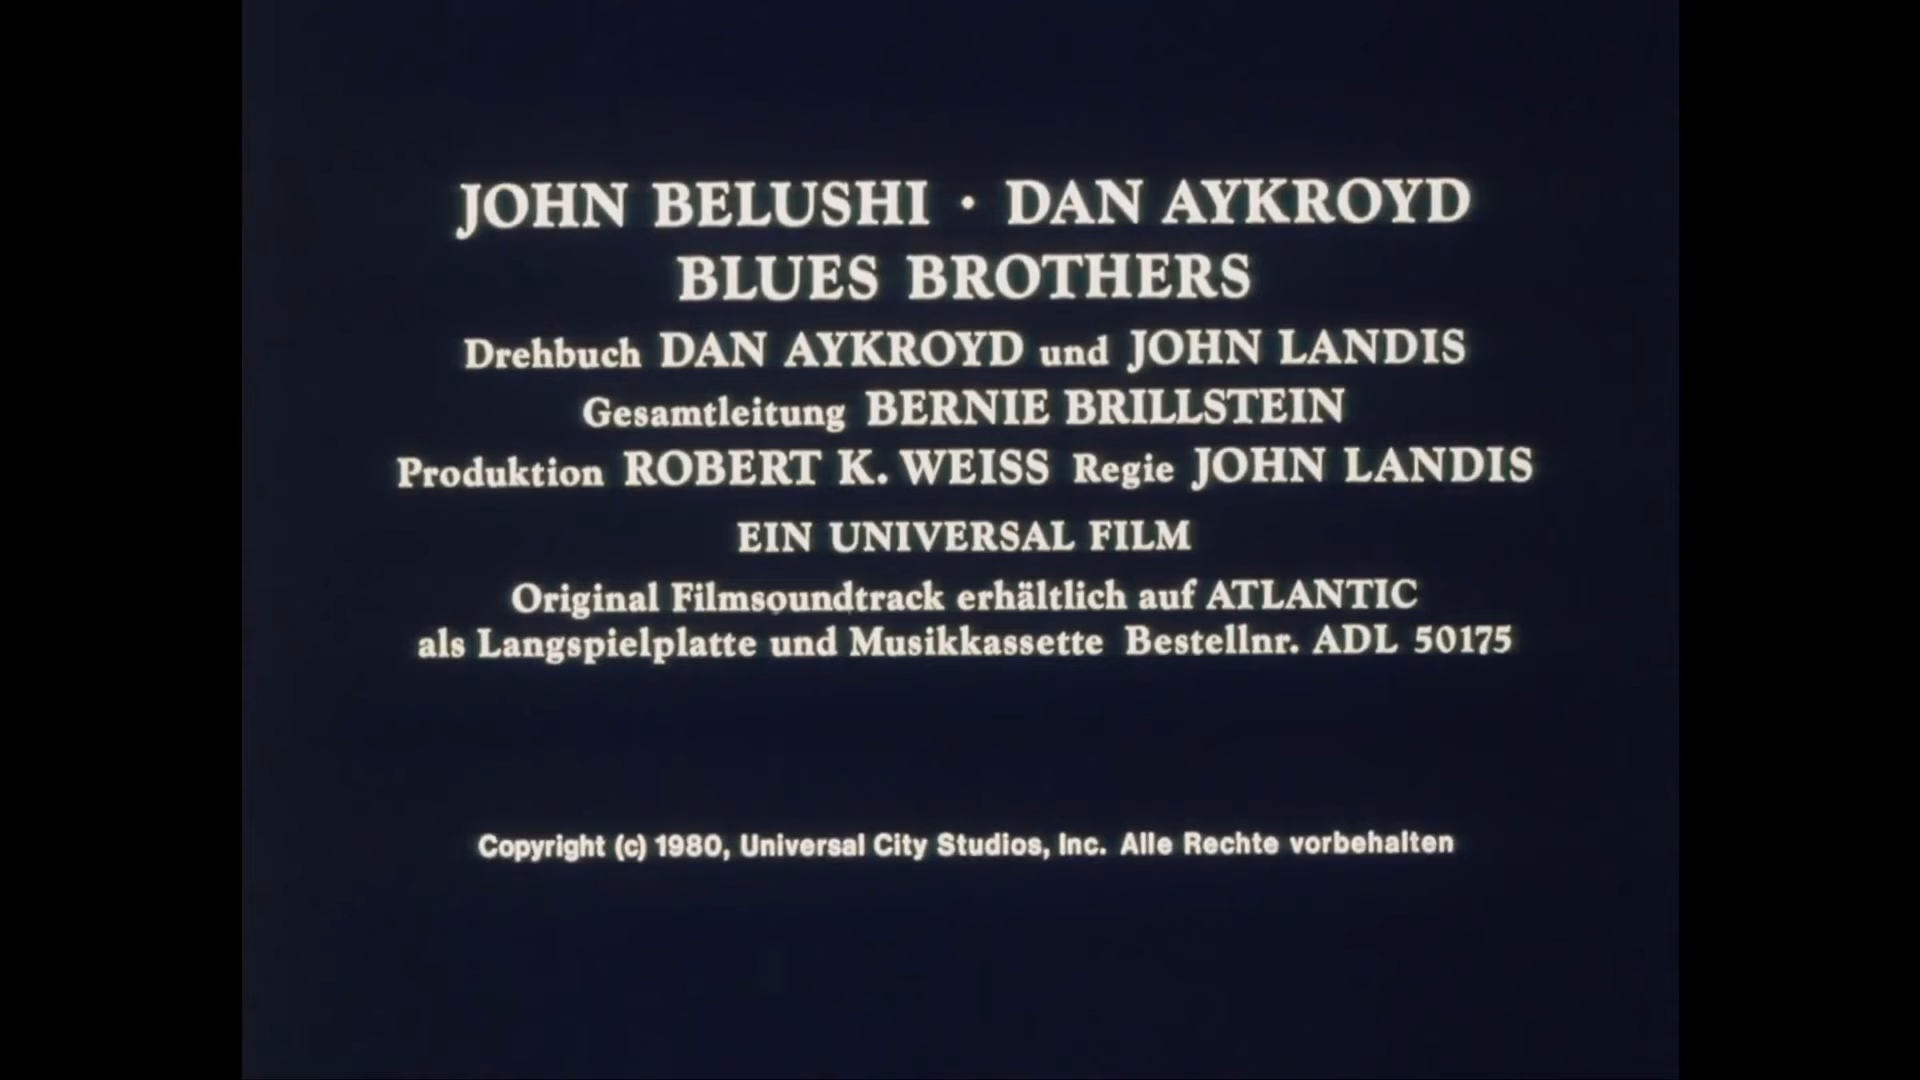 JOHN BELUSHI · DAN AYKROYD
BLUES BROTHERS
Drehbuch DAN AYKROYD und JOHN LANDIS
Gesamtleitung BERNIE BRILLSTEIN
Produktion ROBERT K. WEISS Regie JOHN LANDIS
EIN UNIVERSAL FILM
Original Filmsoundtrack erhältlich auf ATLANTIC
als Langspielplatte und Musikkassette Bestellnr. ADL 50175
Copyright (c) 1980, Universal City Studios, Inc. Alle Rechte vorbehalten